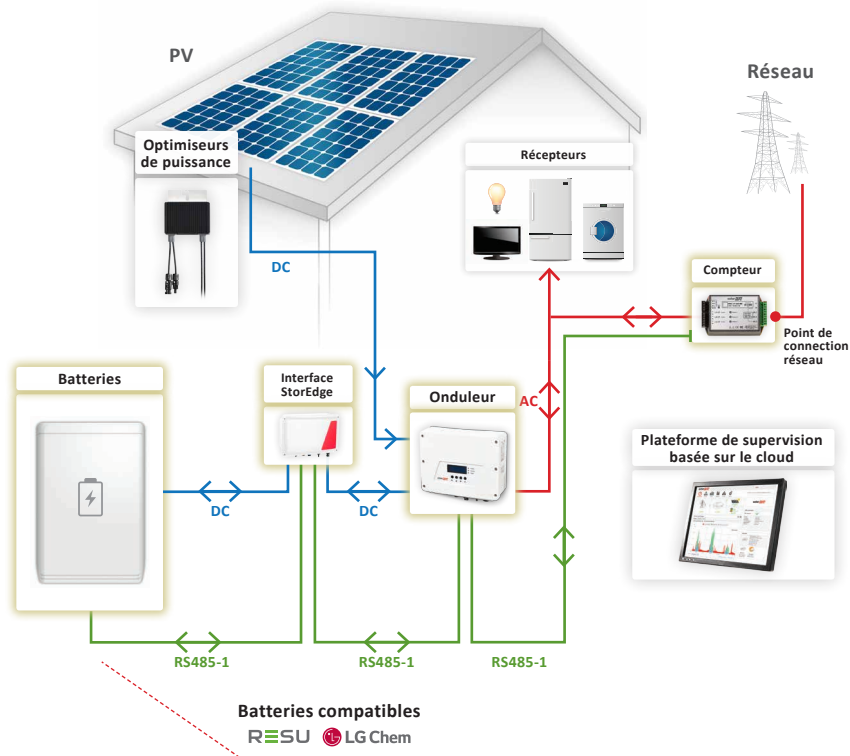 PV
Réseau
Optimiseurs
de puissance
Récepteurs
DC
Compteur
Point de
connection
réseau
Batteries
Interface
StorEdge
Onduleur
AC
Plateforme de supervision
basée sur le cloud
DC
DC
RS485-1
RS485-1
RS485-1
Batteries compatibles
RESU LG Chem